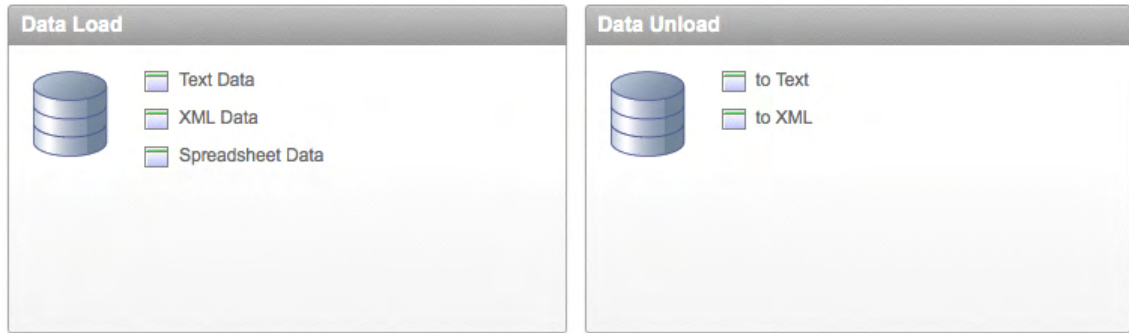 Data Load
Text Data
XML Data
Spreadsheet Data
Data Unload
to Text
to XML